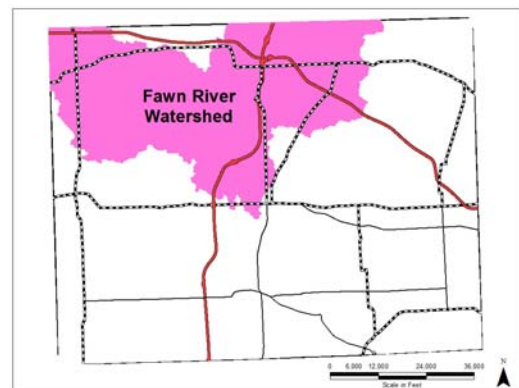 Fawn River
Watershed
0 6,000 12,000 24,000 36,000
Scale in Feet
N